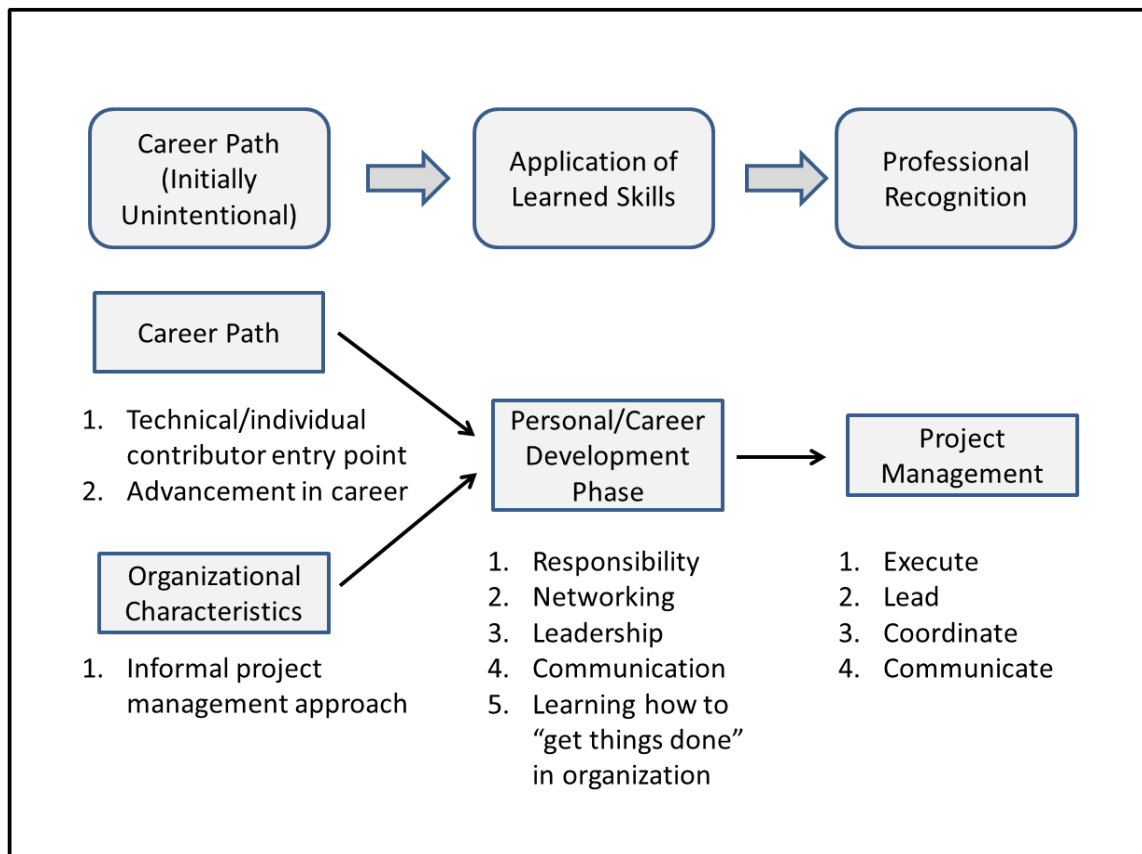 Career Path
(Initially
Unintentional)
Application of
Learned Skills
Professional
Recognition
Career Path
1. Technical/individual
contributor entry point
2. Advancement in career
Organizational
Characteristics
1. Informal project
management approach
Personal/Career
Development
Phase
1. Responsibility
2. Networking
3. Leadership
4. Communication
5. Learning how to
“get things done”
in organization
Project
Management
1. Execute
2. Lead
3. Coordinate
4. Communicate